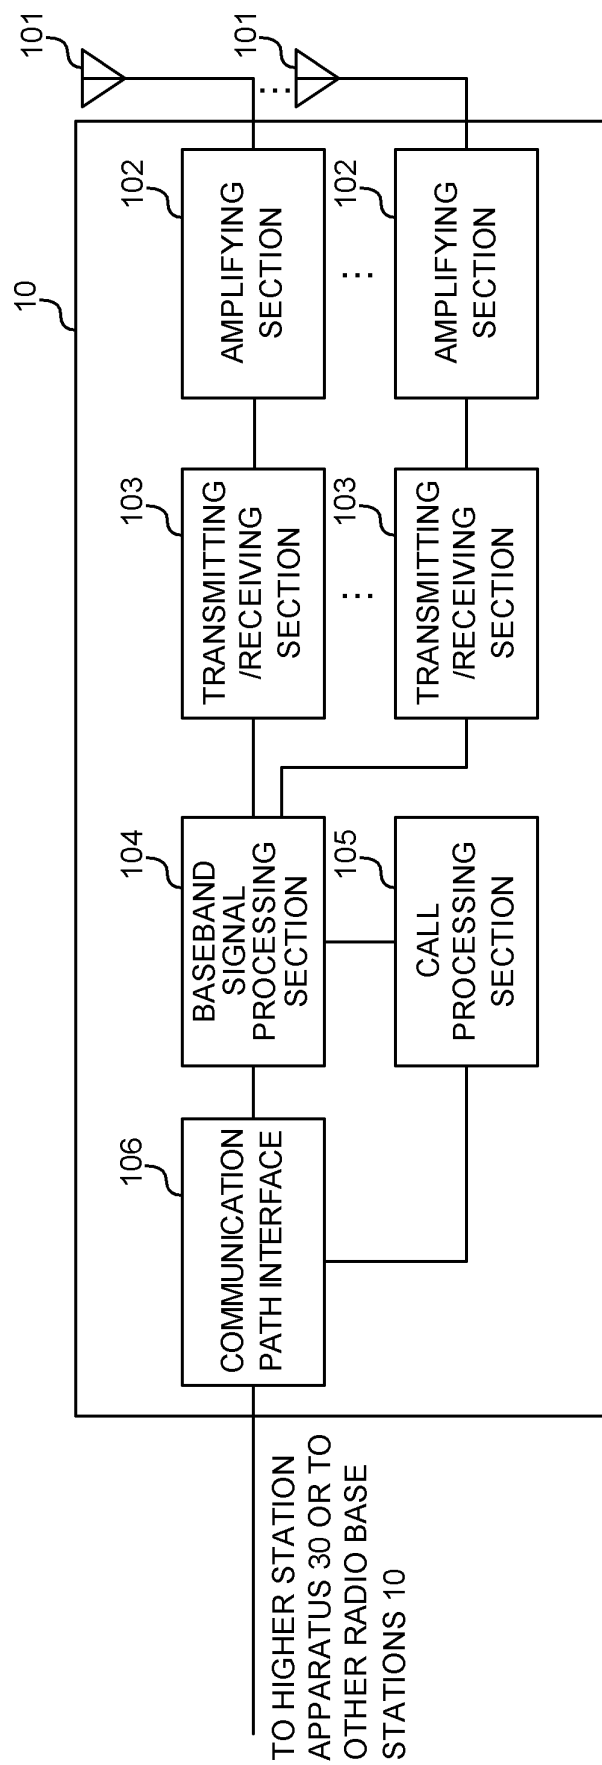 10
101
101
102
AMPLIFYING
SECTION
102
AMPLIFYING
SECTION
103
TRANSMITTING
/RECEIVING
SECTION
103
TRANSMITTING
/RECEIVING
SECTION
...
...
...
104
BASEBAND
SIGNAL
PROCESSING
SECTION
105
CALL
PROCESSING
SECTION
106
COMMUNICATION
PATH INTERFACE
TO HIGHER STATION
APPARATUS 30 OR TO
OTHER RADIO BASE
STATIONS 10